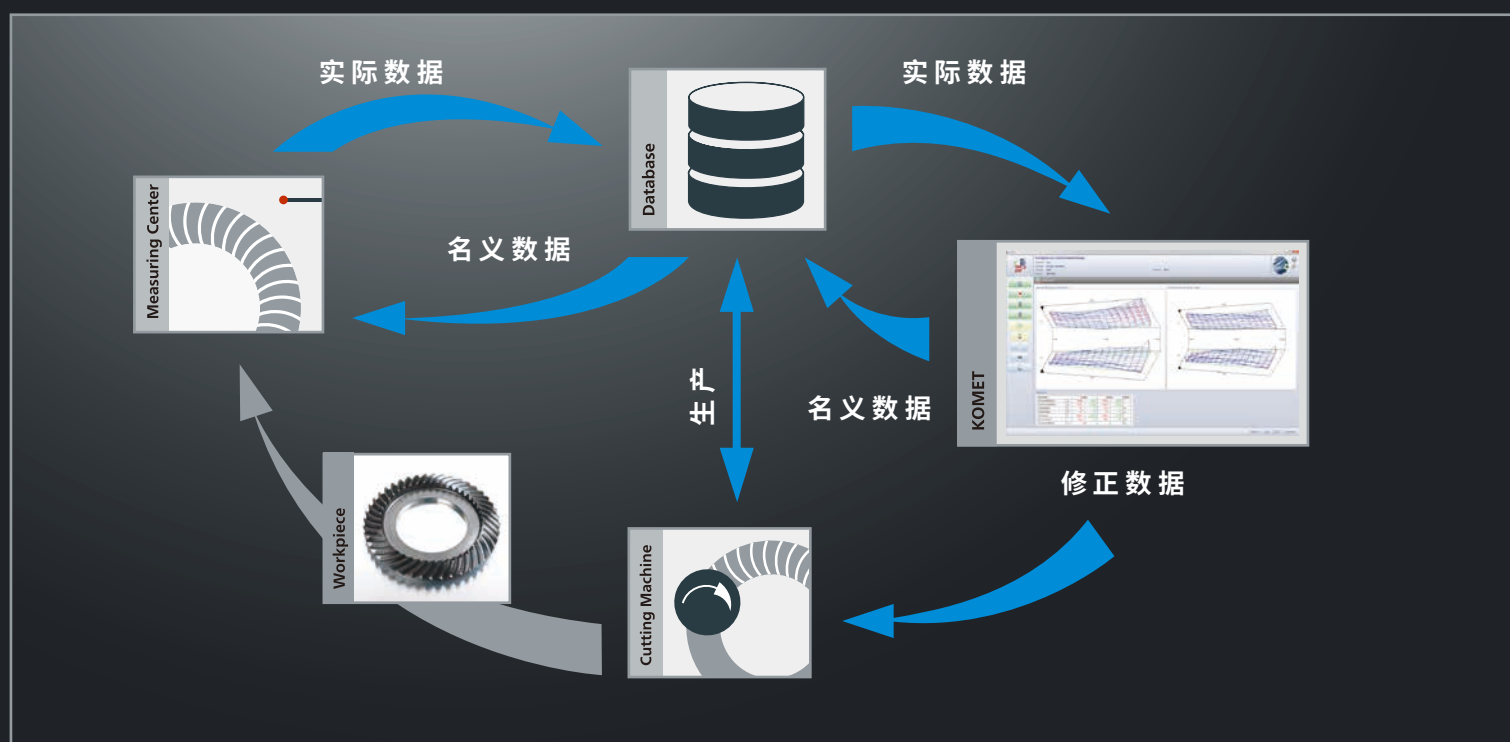 实际数据
实际数据
Database
Measuring Center
名义数据
生产
名义数据
KOMET
修正数据
Workpiece
Cutting Machine